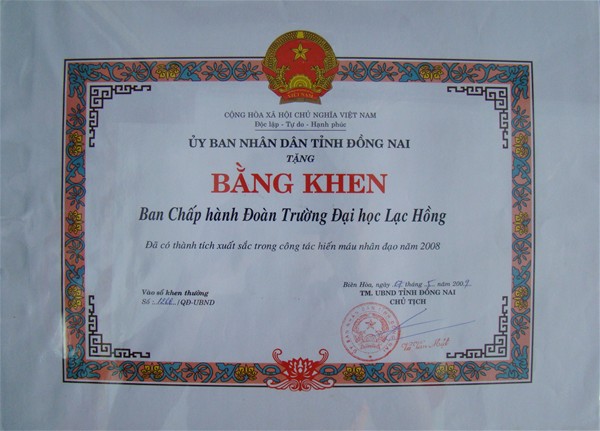 VIỆT NAM
CỘNG HÒA XÃ HỘI CHỦ NGHĨA VIỆT NAM
Độc lập - Tự do - Hạnh phúc
ỦY BAN NHÂN DÂN TỈNH ĐỒNG NAI
TẶNG
BẰNG KHEN
Ban Chấp hành Đoàn Trường Đại học Lạc Hồng
Đã có thành tích xuất sắc trong công tác hiến máu nhân đạo năm 2008
Vào sổ khen thưởng
Số: /QĐ-UBND
Biên Hòa, ngày tháng năm
TM. UBND TỈNH ĐỒNG NAI
CHỦ TỊCH